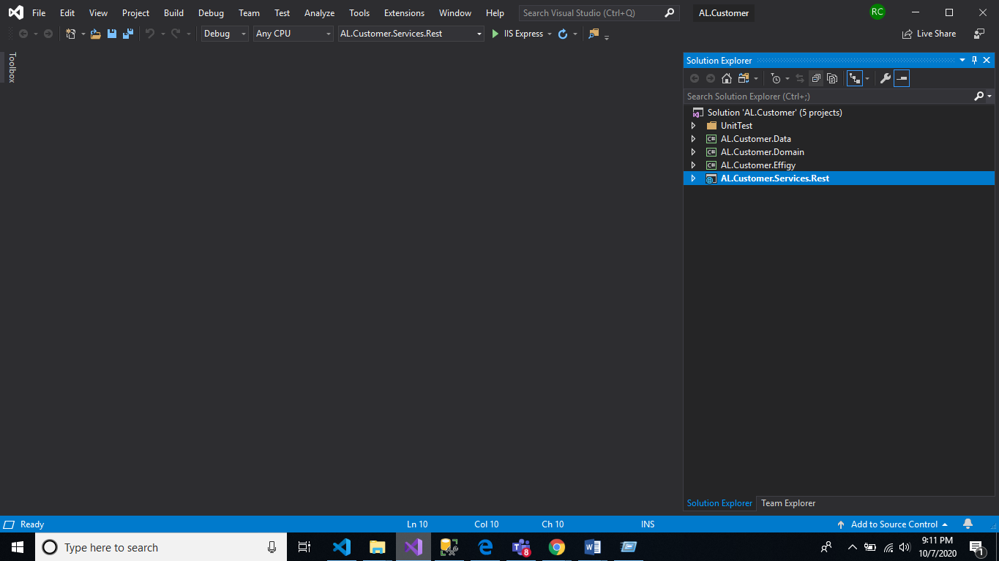 File Edit View Project Build Debug Team Test Analyze Tools Extensions Window Help Search Visual Studio (Ctrl+Q) AL.Customer RC
Debug Any CPU AL.Customer.Services.Rest IIS Express Live Share
Toolbox
Solution Explorer
Search Solution Explorer (Ctrl+;)
Solution 'AL.Customer' (5 projects)
UnitTest
C# AL.Customer.Data
C# AL.Customer.Domain
C# AL.Customer.Effigy
AL.Customer.Services.Rest
Solution Explorer Team Explorer
Ready Ln 10 Col 10 Ch 10 INS Add to Source Control
Type here to search 8 9:11 PM 1
10/7/2020